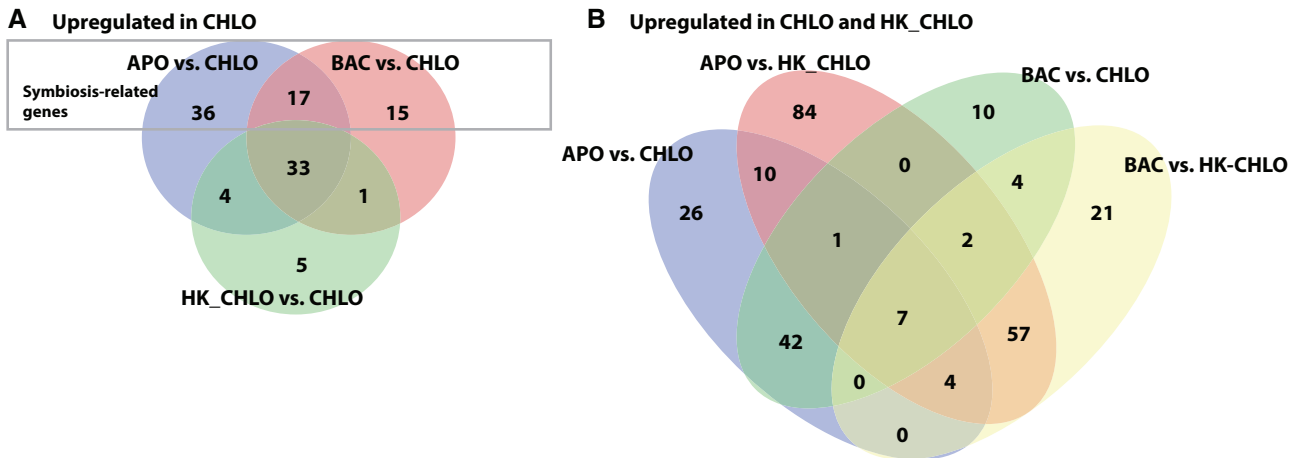 A Upregulated in CHLO
APO vs. CHLO
BAC vs. CHLO
Symbiosis-related
genes
36
17
15
33
4
1
5
HK_CHLO vs. CHLO
B Upregulated in CHLO and HK_CHLO
APO vs. HK_CHLO
BAC vs. CHLO
APO vs. CHLO
BAC vs. HK-CHLO
84
10
10
0
4
26
21
1
2
7
42
57
0
4
0